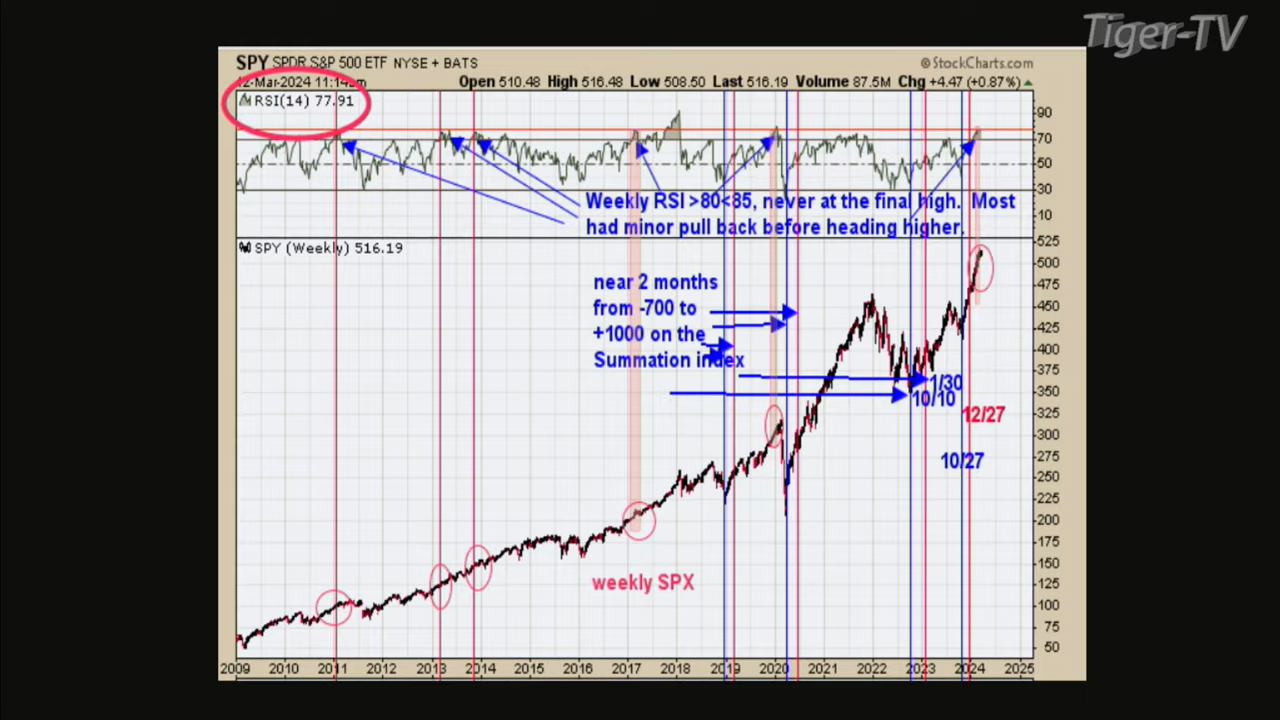 Tiger-TV
SPY SPDR S&P 500 ETF NYSE + BATS
©StockCharts.com
12-Mar-2024 11:14am
Open 510.48 High 516.48 Low 508.50 Last 516.19 Volume 87.5M Chg +4.47 (+0.87%)
RSI(14) 77.91
90
70
50
30
10
Weekly RSI >80<85, never at the final high. Most
had minor pull back before heading higher.
SPY (Weekly) 516.19
near 2 months
from -700 to
+1000 on the
Summation index
1/30
10/10
12/27
10/27
weekly SPX
525
500
475
450
425
400
375
350
325
300
275
250
225
200
175
150
125
100
75
50
2009 2010 2011 2012 2013 2014 2015 2016 2017 2018 2019 2020 2021 2022 2023 2024 2025